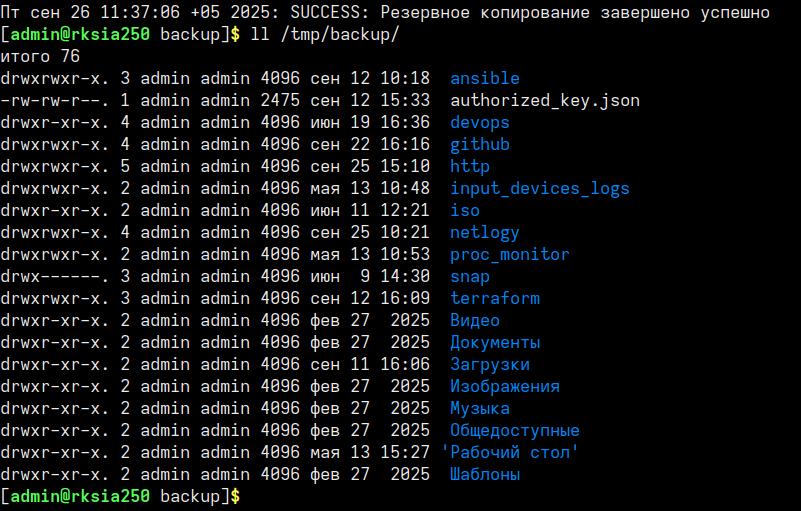 Пт сен 26 11:37:06 +05 2025: SUCCESS: Резервное копирование завершено успешно
[admin@rksia250 backup]$ ll /tmp/backup/
итого 76
drwxrwxr-x. 3 admin admin 4096 сен 12 10:18  ansible
-rw-rw-r--. 1 admin admin 2475 сен 12 15:33  authorized_key.json
drwxr-xr-x. 4 admin admin 4096 июн 19 16:36  devops
drwxrwxr-x. 4 admin admin 4096 сен 22 16:16  github
drwxrwxr-x. 5 admin admin 4096 сен 25 15:10  http
drwxrwxr-x. 2 admin admin 4096 мая 13 10:48  input_devices_logs
drwxr-xr-x. 2 admin admin 4096 июн 11 12:21  iso
drwxrwxr-x. 4 admin admin 4096 сен 25 10:21  netlogy
drwxrwxr-x. 2 admin admin 4096 мая 13 10:53  proc_monitor
drwx------. 3 admin admin 4096 июн  9 14:30  snap
drwxrwxr-x. 3 admin admin 4096 сен 12 16:09  terraform
drwxr-xr-x. 2 admin admin 4096 фев 27  2025  Видео
drwxr-xr-x. 2 admin admin 4096 фев 27  2025  Документы
drwxr-xr-x. 2 admin admin 4096 сен 11 16:06  Загрузки
drwxr-xr-x. 2 admin admin 4096 фев 27  2025  Изображения
drwxr-xr-x. 2 admin admin 4096 фев 27  2025  Музыка
drwxr-xr-x. 2 admin admin 4096 фев 27  2025  Общедоступные
drwxr-xr-x. 2 admin admin 4096 мая 13 15:27 'Рабочий стол'
drwxr-xr-x. 2 admin admin 4096 фев 27  2025  Шаблоны
[admin@rksia250 backup]$